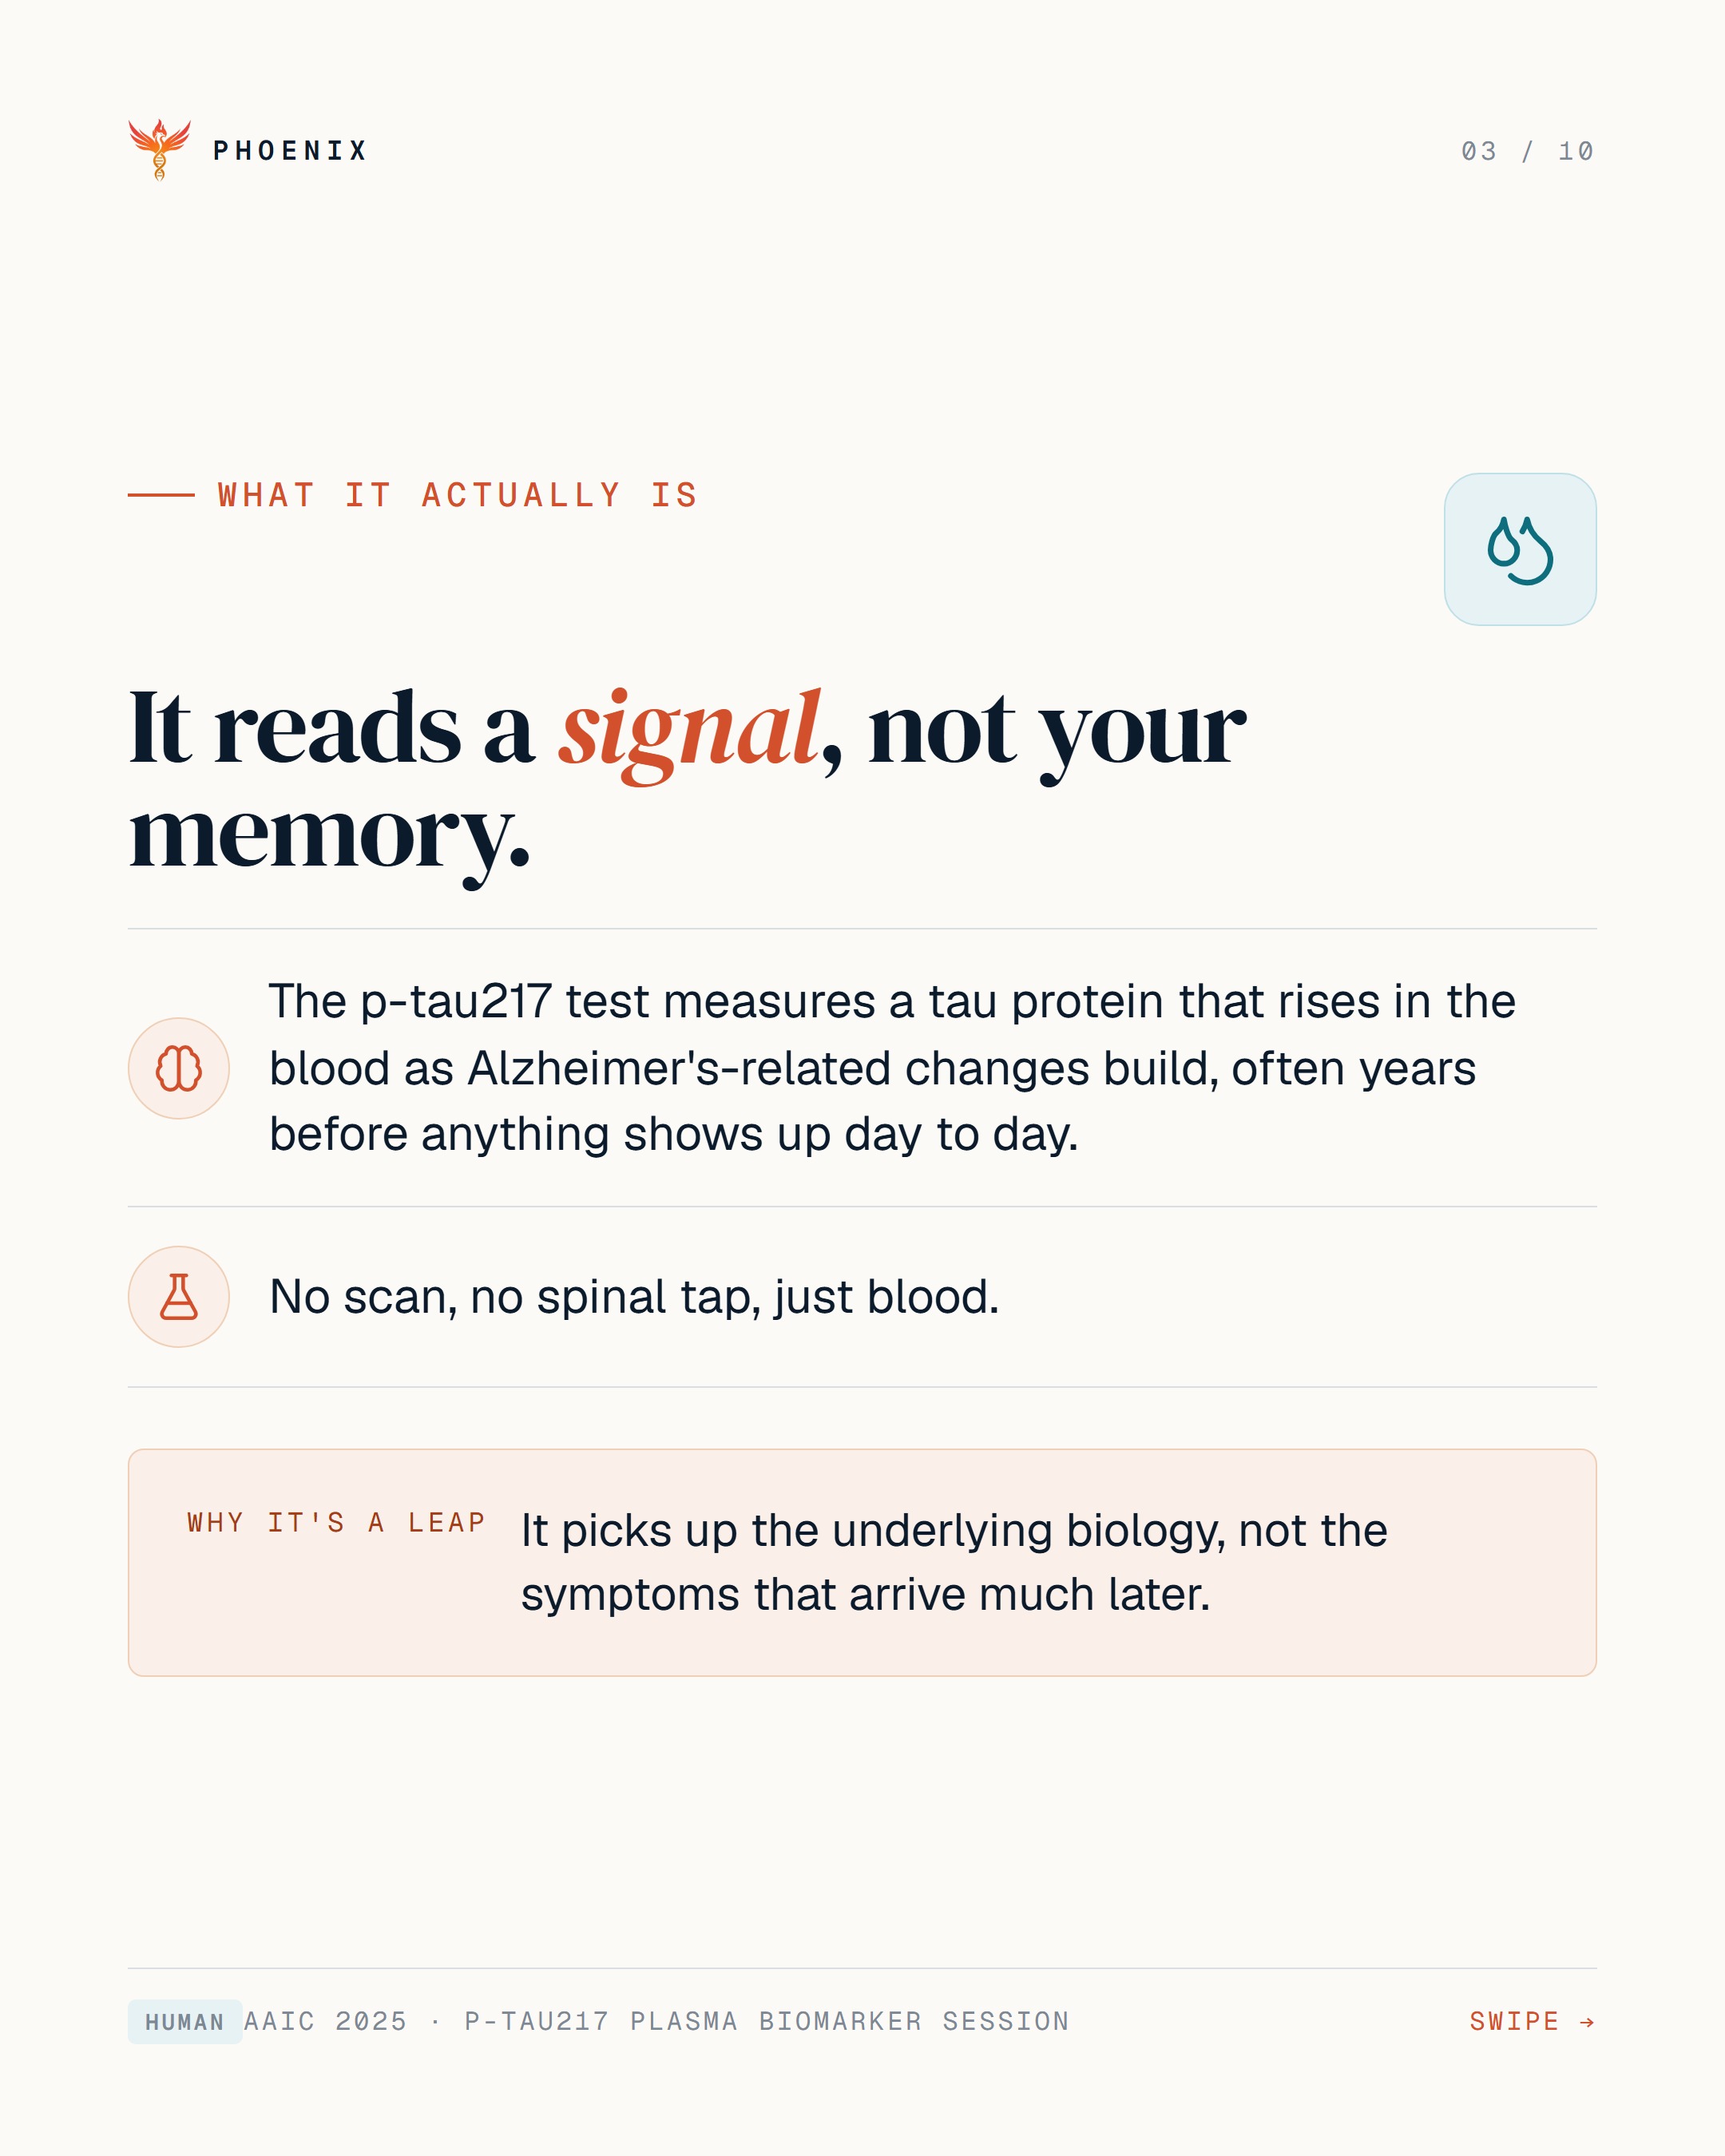 PHOENIX
03 / 10
WHAT IT ACTUALLY IS
It reads a signal, not your
memory.
The p-tau217 test measures a tau protein that rises in the
blood as Alzheimer's-related changes build, often years
before anything shows up day to day.
No scan, no spinal tap, just blood.
WHY IT'S A LEAP
It picks up the underlying biology, not the
symptoms that arrive much later.
HUMAN AAIC 2025 · P-TAU217 PLASMA BIOMARKER SESSION
SWIPE →